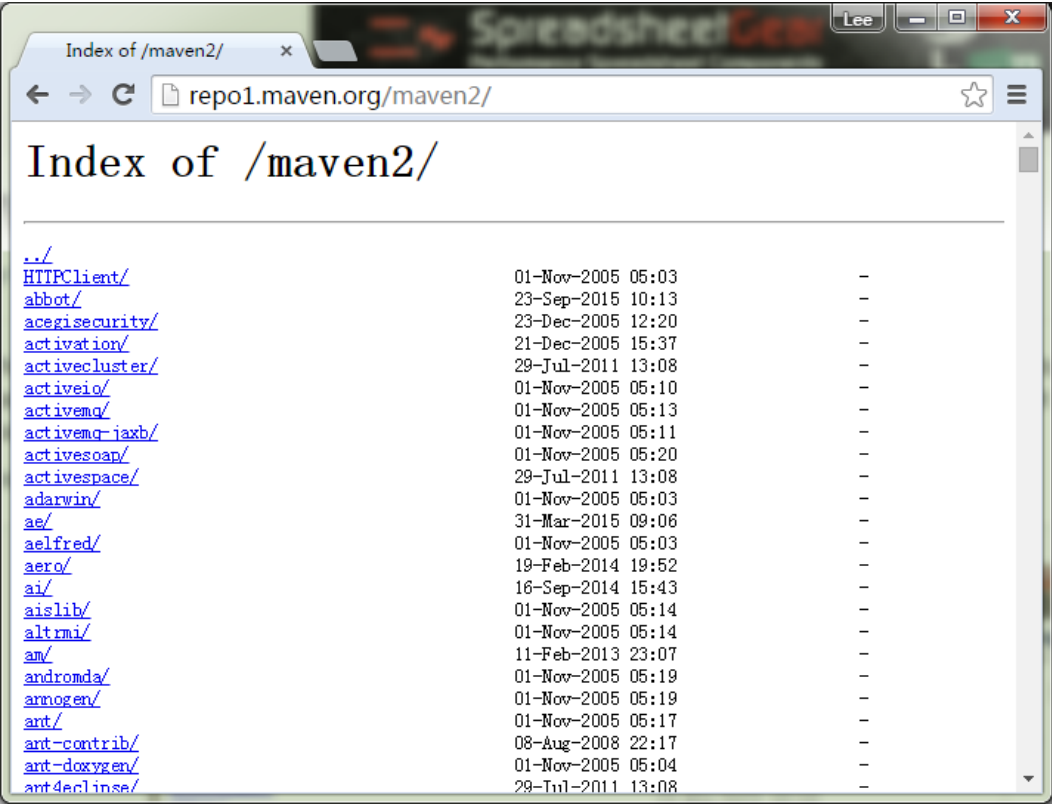 SpreadsheetGear
Lee
Index of /maven2/
repo1.maven.org/maven2/
Index of /maven2/
../
HTTPClient/ 01-Nov-2005 05:03 -
abbot/ 23-Sep-2015 10:13 -
acegisecurity/ 23-Dec-2005 12:20 -
activation/ 21-Dec-2005 15:37 -
activecluster/ 29-Jul-2011 13:08 -
activeio/ 01-Nov-2005 05:10 -
activemq/ 01-Nov-2005 05:13 -
activemq-jaxb/ 01-Nov-2005 05:11 -
activesoap/ 01-Nov-2005 05:20 -
activespace/ 29-Jul-2011 13:08 -
adarwin/ 01-Nov-2005 05:03 -
ae/ 31-Mar-2015 09:06 -
aelfred/ 01-Nov-2005 05:03 -
aero/ 19-Feb-2014 19:52 -
ai/ 16-Sep-2014 15:43 -
aislib/ 01-Nov-2005 05:14 -
altrmi/ 01-Nov-2005 05:14 -
am/ 11-Feb-2013 23:07 -
andromda/ 01-Nov-2005 05:19 -
annogen/ 01-Nov-2005 05:19 -
ant/ 01-Nov-2005 05:17 -
ant-contrib/ 08-Aug-2008 22:17 -
ant-doxygen/ 01-Nov-2005 05:04 -
ant4eclipse/ 29-Jul-2011 13:08 -